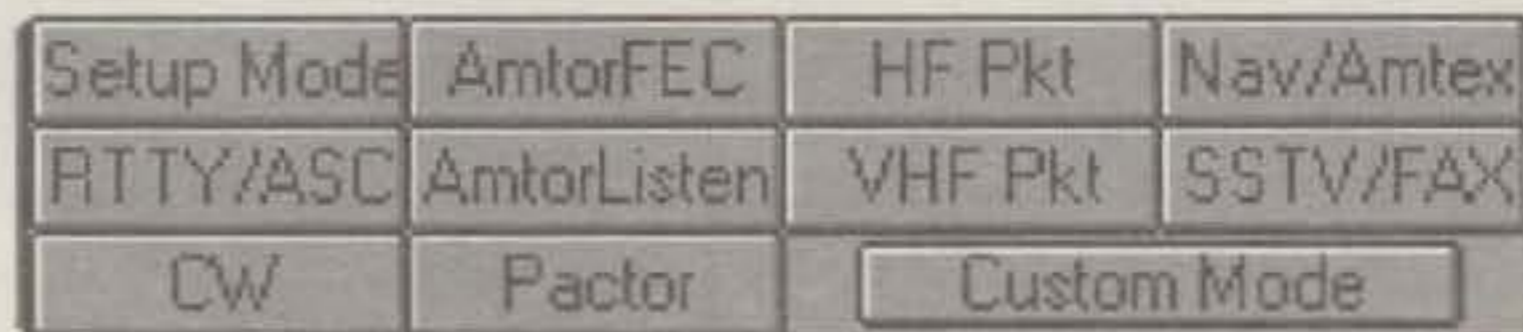 Setup Mode AmtorFEC HF Pkt Nav/Amtex
RTTY/ASC AmtorListen VHF Pkt SSTV/FAX
CW Pactor Custom Mode